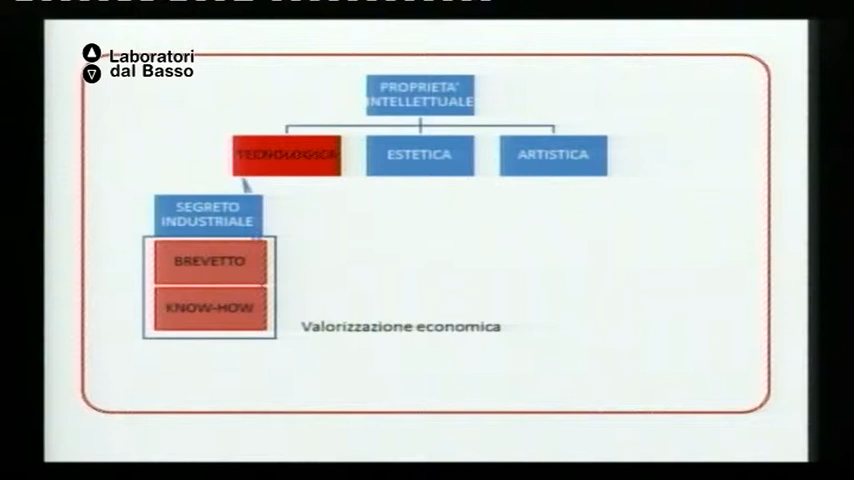 Laboratori
dal Basso
PROPRIETA'
INTELLETTUALE
TECNOLOGICA
ESTETICA
ARTISTICA
SEGRETO
INDUSTRIALE
BREVETTO
KNOW-HOW
Valorizzazione economica